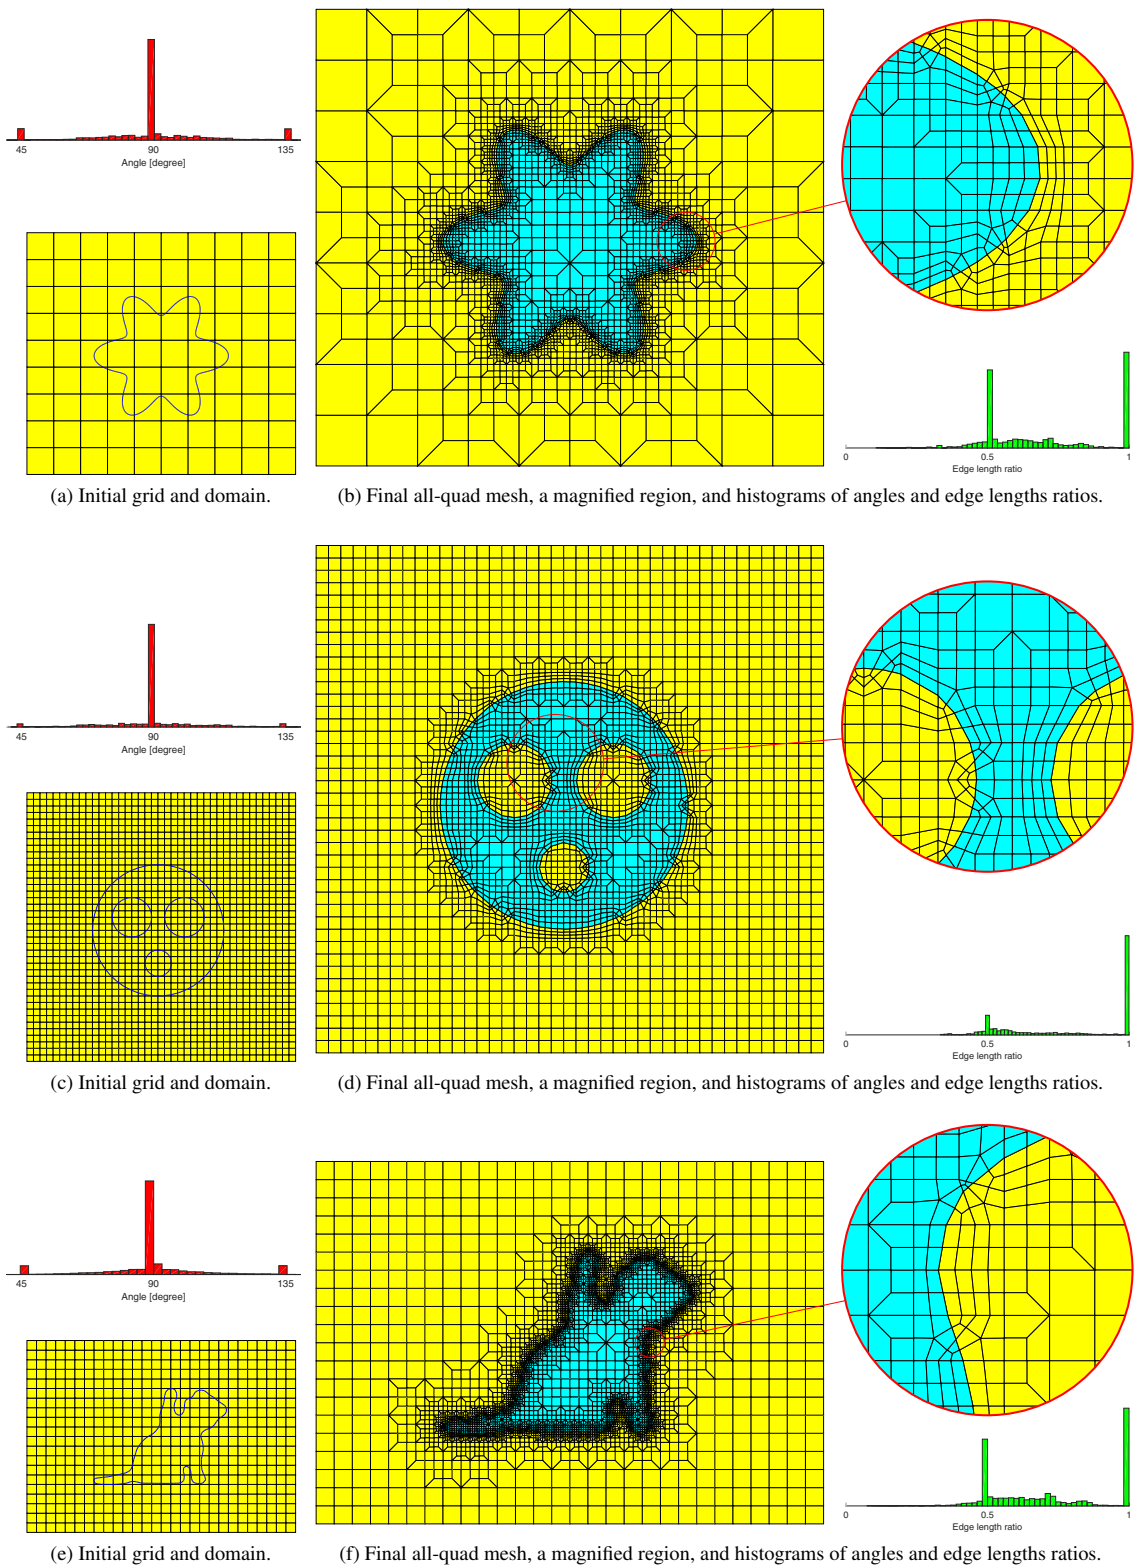 45
90
135
Angle [degree]
0
0.5
1
Edge length ratio
(a) Initial grid and domain.
(b) Final all-quad mesh, a magnified region, and histograms of angles and edge lengths ratios.
45
90
135
Angle [degree]
0
0.5
1
Edge length ratio
(c) Initial grid and domain.
(d) Final all-quad mesh, a magnified region, and histograms of angles and edge lengths ratios.
45
90
135
Angle [degree]
0
0.5
1
Edge length ratio
(e) Initial grid and domain.
(f) Final all-quad mesh, a magnified region, and histograms of angles and edge lengths ratios.